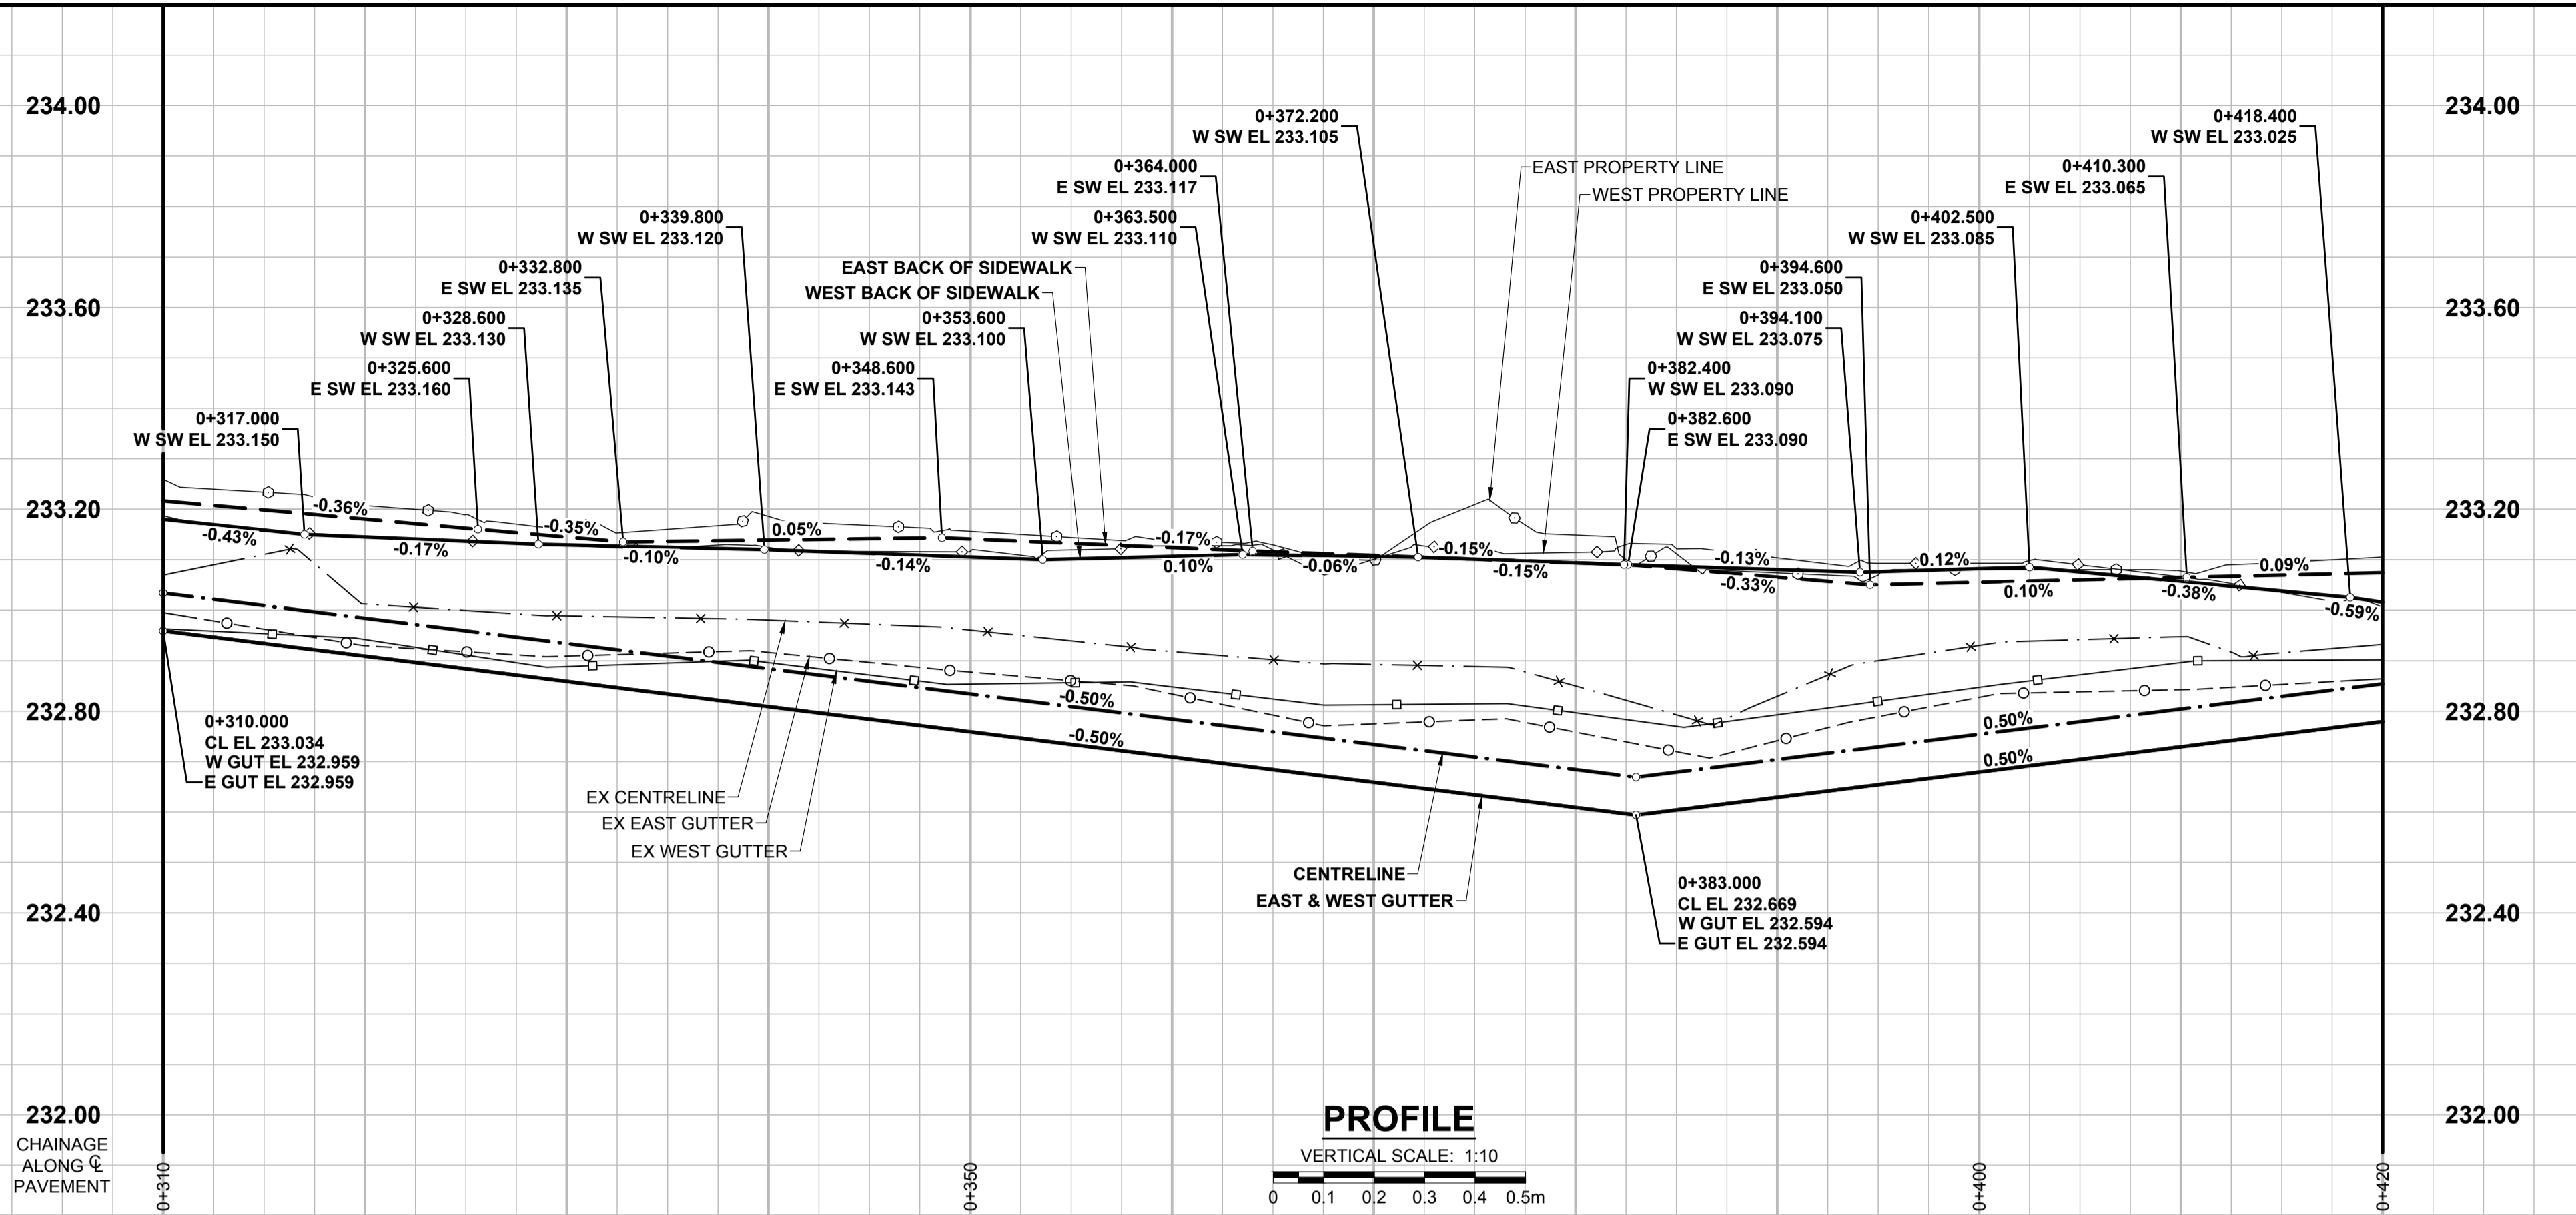 234.00
234.00
0+372.200
W SW EL 233.105
0+418.400
W SW EL 233.025
0+364.000
E SW EL 233.117
EAST PROPERTY LINE
WEST PROPERTY LINE
0+410.300
E SW EL 233.065
0+339.800
W SW EL 233.120
0+363.500
W SW EL 233.110
0+402.500
W SW EL 233.085
0+332.800
E SW EL 233.135
EAST BACK OF SIDEWALK
WEST BACK OF SIDEWALK
0+394.600
E SW EL 233.050
233.60
233.60
0+328.600
W SW EL 233.130
0+353.600
W SW EL 233.100
0+394.100
W SW EL 233.075
0+325.600
E SW EL 233.160
0+348.600
E SW EL 233.143
0+382.400
W SW EL 233.090
0+317.000
W SW EL 233.150
0+382.600
E SW EL 233.090
233.20
233.20
-0.36%
-0.35%
0.05%
-0.17%
-0.15%
-0.13%
0.12%
0.09%
-0.43%
-0.17%
-0.10%
-0.14%
0.10%
-0.06%
-0.15%
-0.33%
0.10%
-0.38%
-0.59%
232.80
232.80
-0.50%
-0.50%
0.50%
0.50%
0+310.000
CL EL 233.034
W GUT EL 232.959
E GUT EL 232.959
EX CENTRELINE
EX EAST GUTTER
EX WEST GUTTER
CENTRELINE
EAST & WEST GUTTER
0+383.000
CL EL 232.669
W GUT EL 232.594
E GUT EL 232.594
232.40
232.40
232.00
232.00
CHAINAGE
ALONG ℄
PAVEMENT
PROFILE
VERTICAL SCALE: 1:10
0 0.1 0.2 0.3 0.4 0.5m
0+310
0+350
0+400
0+420